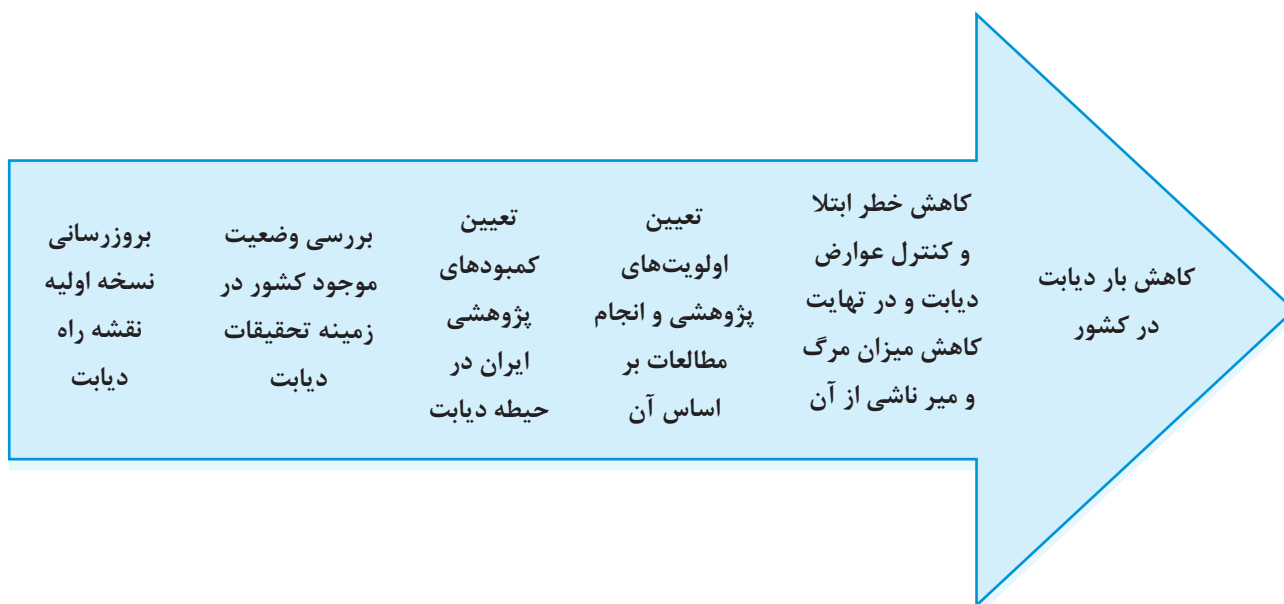 بروزرسانی
نسخه اولیه
نقشه راه
دیابت
بررسی وضعیت
موجود کشور در
زمینه تحقیقات
دیابت
تعیین
کمبودهای
پژوهشی
ایران در
حیطه دیابت
تعیین
اولویت‌های
پژوهشی و انجام
مطالعات بر
اساس آن
کاهش خطر ابتلا
و کنترل عوارض
دیابت و در تهایت
کاهش میزان مرگ
و میر ناشی از آن
کاهش بار دیابت
در کشور